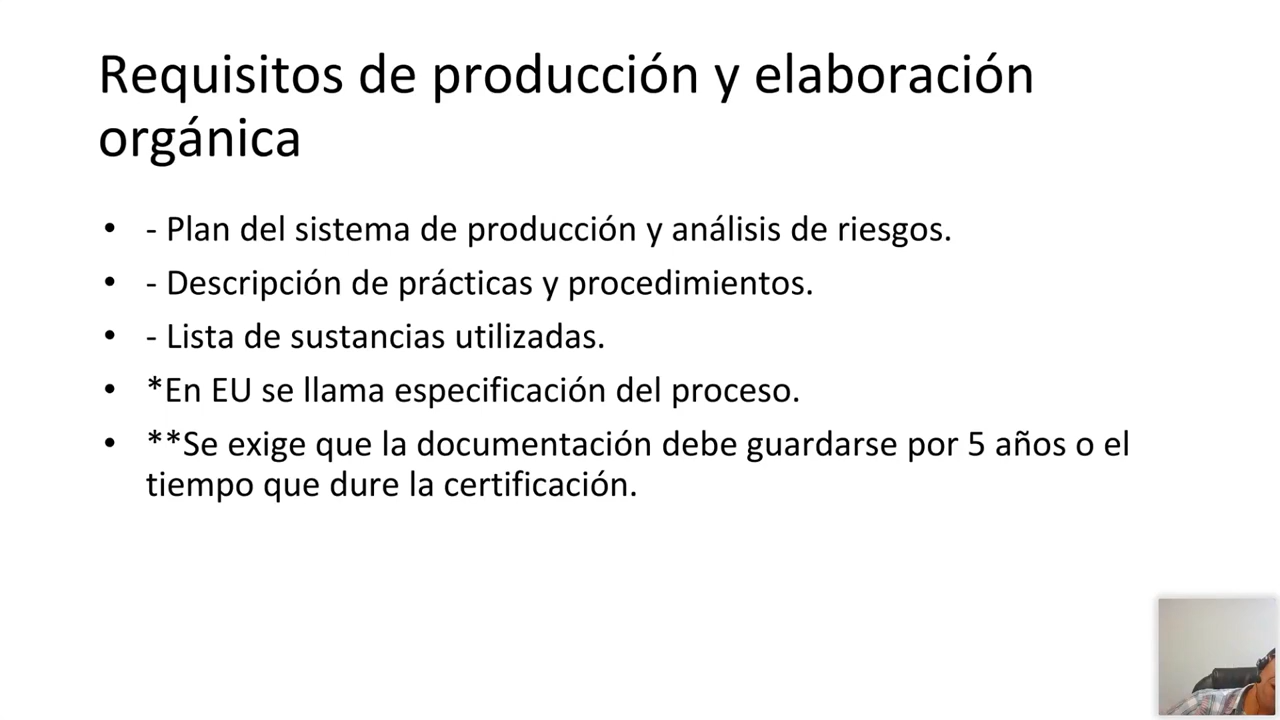 Requisitos de producción y elaboración
orgánica
• - Plan del sistema de producción y análisis de riesgos.
• - Descripción de prácticas y procedimientos.
• - Lista de sustancias utilizadas.
• *En EU se llama especificación del proceso.
• **Se exige que la documentación debe guardarse por 5 años o el
tiempo que dure la certificación.